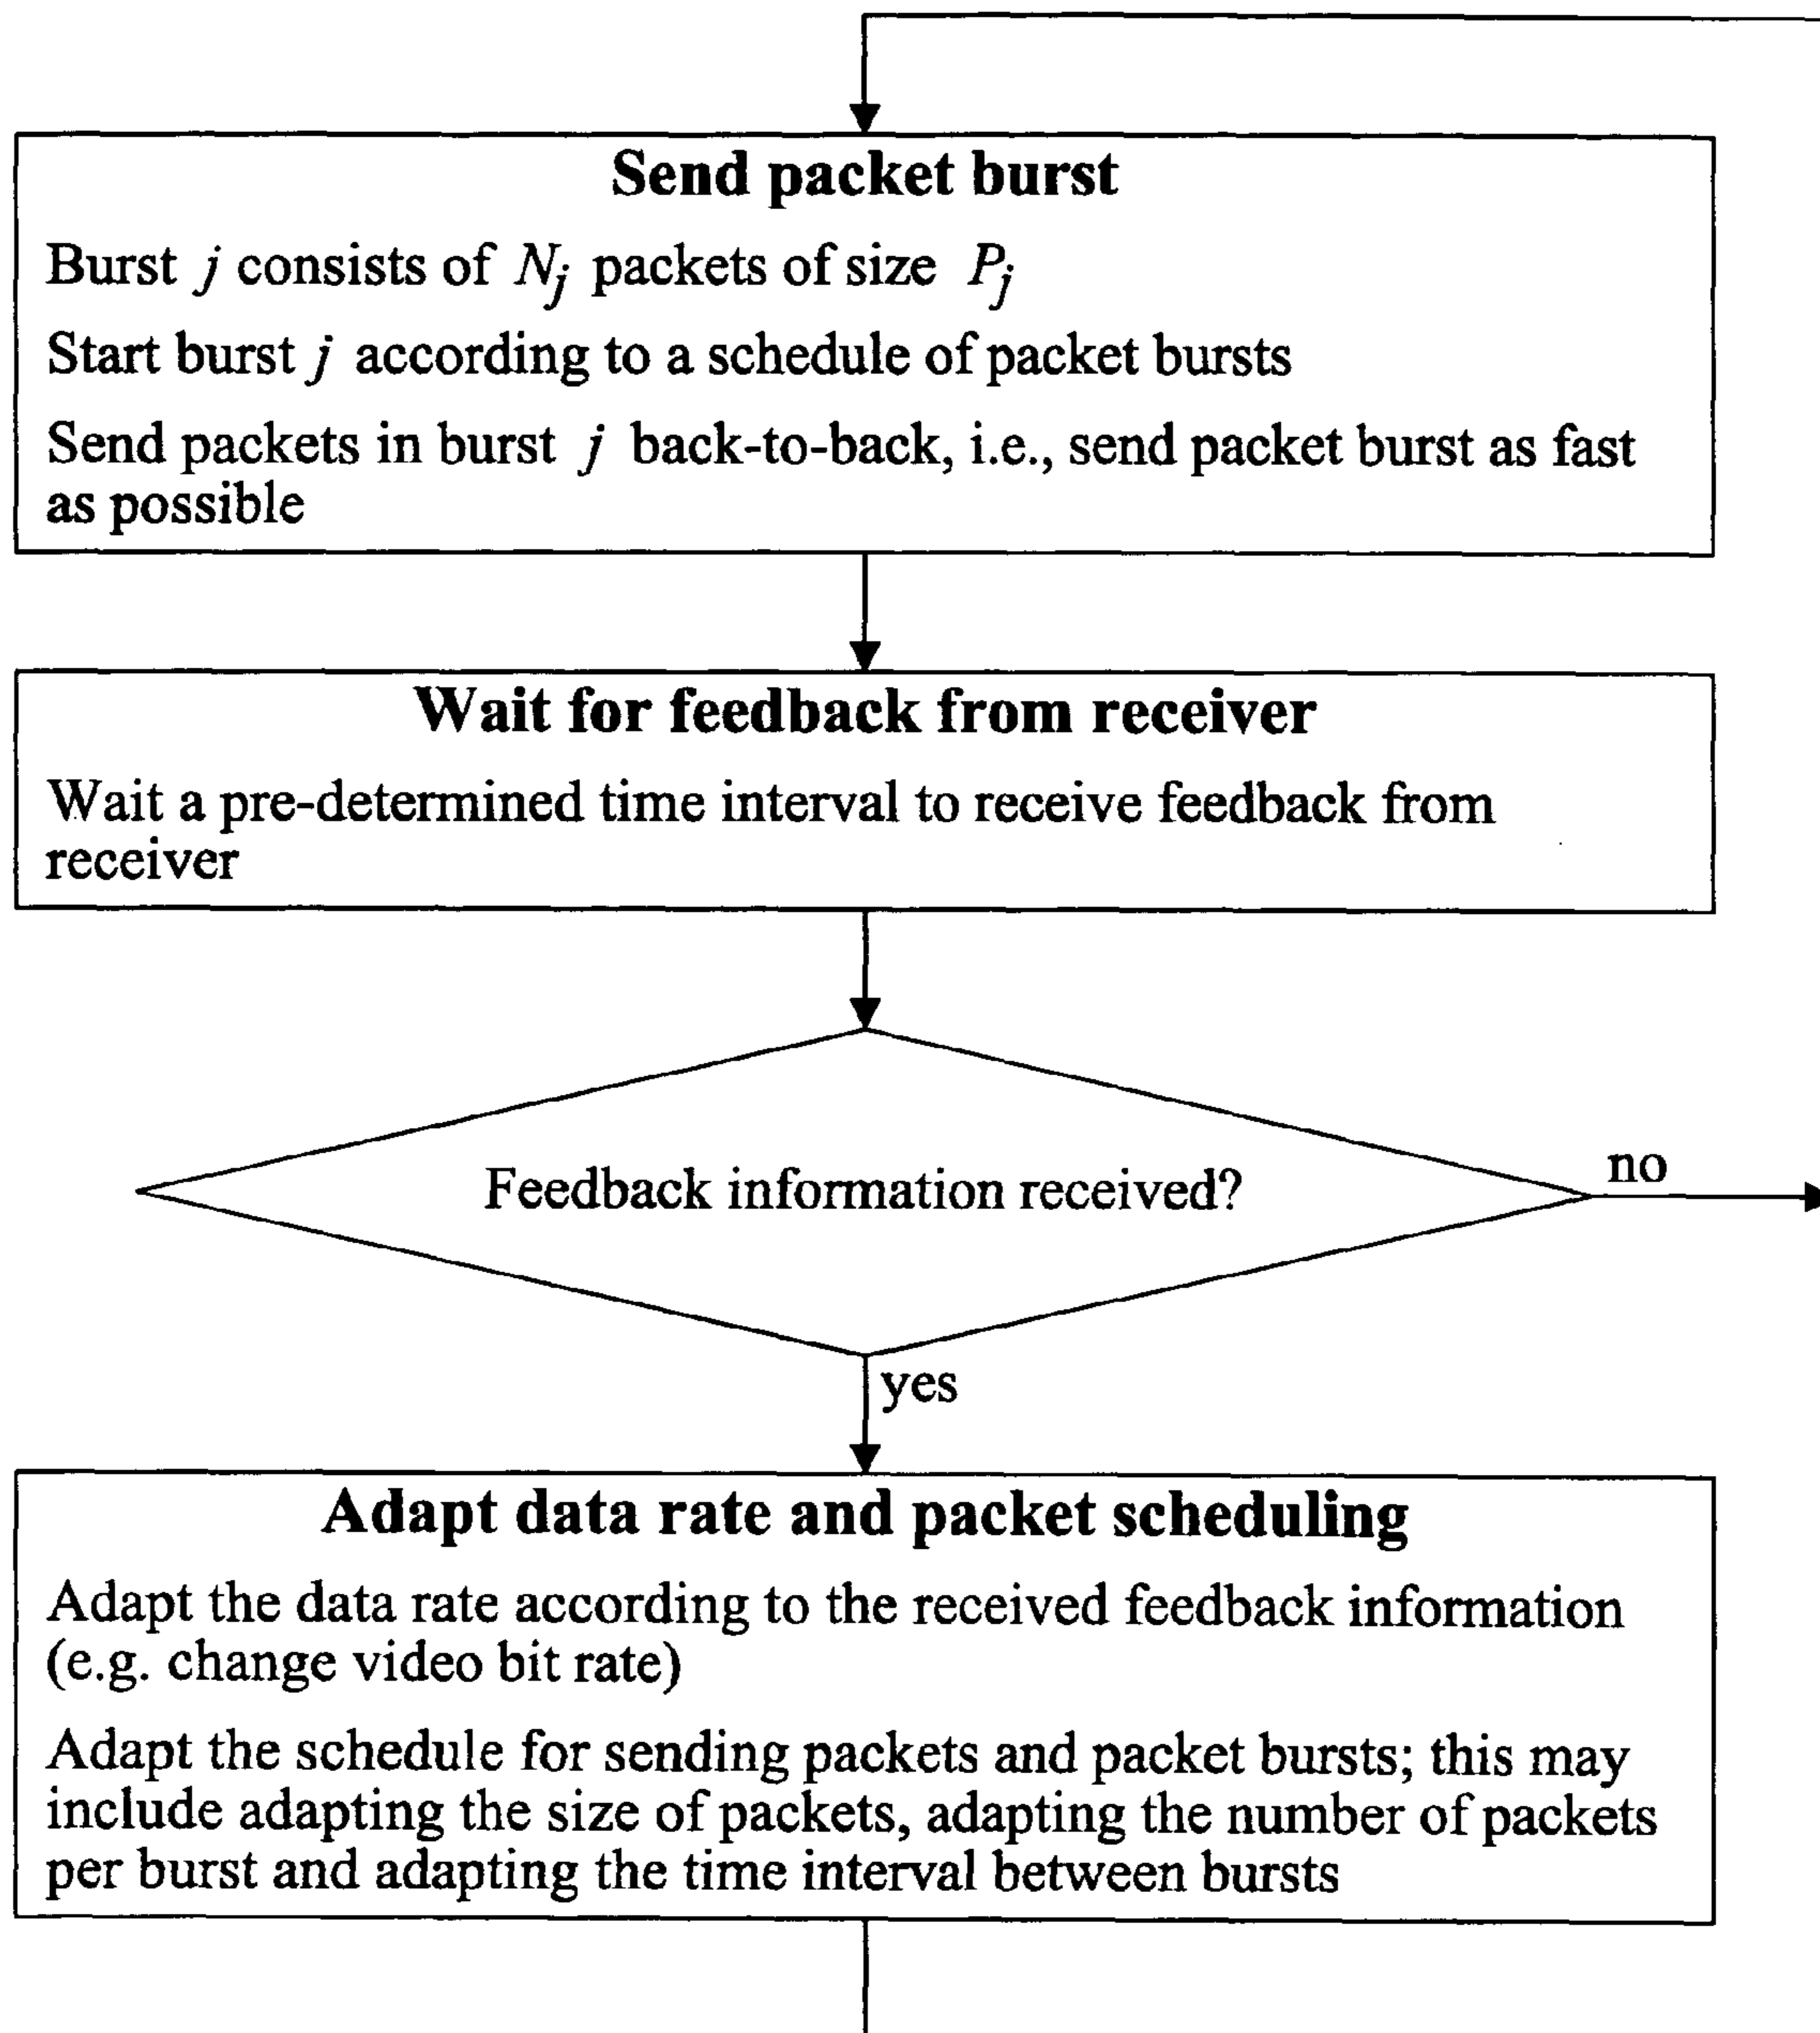 Send packet burst
Burst j consists of Nj packets of size Pj
Start burst j according to a schedule of packet bursts
Send packets in burst j back-to-back, i.e., send packet burst as fast
as possible
Wait for feedback from receiver
Wait a pre-determined time interval to receive feedback from
receiver
Feedback information received?
no
yes
Adapt data rate and packet scheduling
Adapt the data rate according to the received feedback information
(e.g. change video bit rate)
Adapt the schedule for sending packets and packet bursts; this may
include adapting the size of packets, adapting the number of packets
per burst and adapting the time interval between bursts